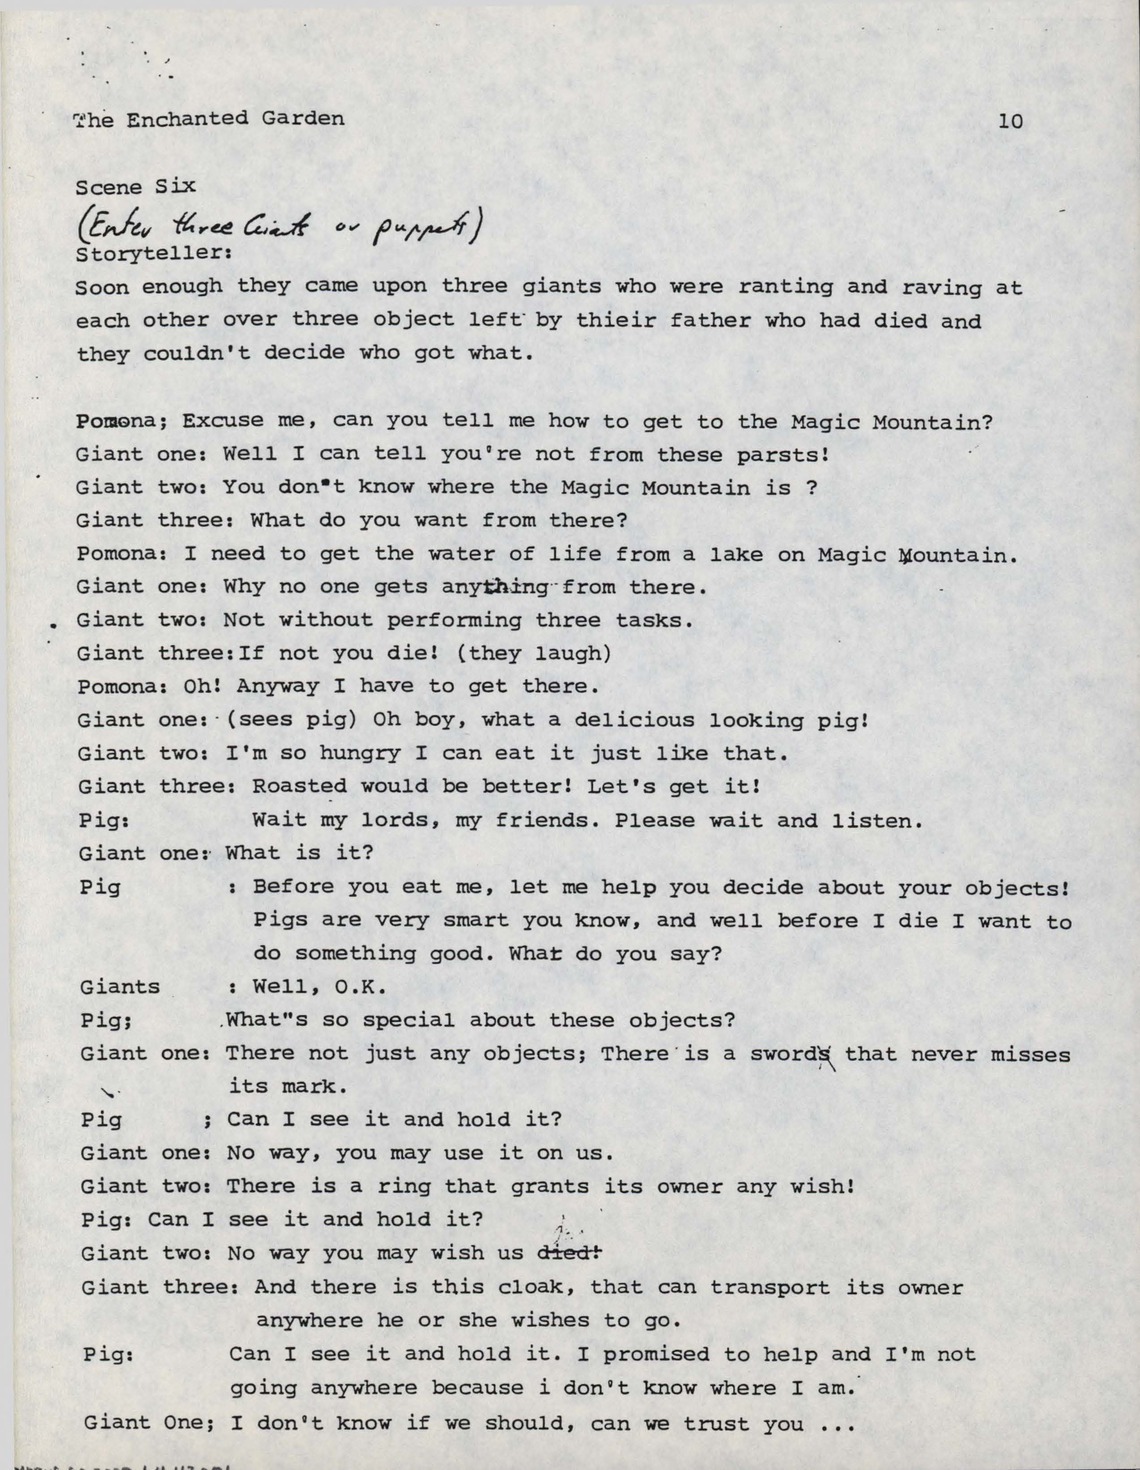 The Enchanted Garden 10
Scene Six
(Enter three Giants or puppets)
Storyteller:
Soon enough they came upon three giants who were ranting and raving at
each other over three object left by thieir father who had died and
they couldn't decide who got what.
Pomona; Excuse me, can you tell me how to get to the Magic Mountain?
Giant one: Well I can tell you're not from these parsts!
Giant two: You don"t know where the Magic Mountain is ?
Giant three: What do you want from there?
Pomona: I need to get the water of life from a lake on Magic Mountain.
Giant one: Why no one gets anything from there.
Giant two: Not without performing three tasks.
Giant three:If not you die! (they laugh)
Pomona: Oh! Anyway I have to get there.
Giant one: (sees pig) Oh boy, what a delicious looking pig!
Giant two: I'm so hungry I can eat it just like that.
Giant three: Roasted would be better! Let's get it!
Pig: Wait my lords, my friends. Please wait and listen.
Giant one: What is it?
Pig : Before you eat me, let me help you decide about your objects!
Pigs are very smart you know, and well before I die I want to
do something good. What do you say?
Giants : Well, O.K.
Pig; .What"s so special about these objects?
Giant one: There not just any objects; There is a swords that never misses
its mark.
Pig ; Can I see it and hold it?
Giant one: No way, you may use it on us.
Giant two: There is a ring that grants its owner any wish!
Pig: Can I see it and hold it?
Giant two: No way you may wish us died!
Giant three: And there is this cloak, that can transport its owner
anywhere he or she wishes to go.
Pig: Can I see it and hold it. I promised to help and I'm not
going anywhere because i don't know where I am.
Giant One; I don't know if we should, can we trust you ...